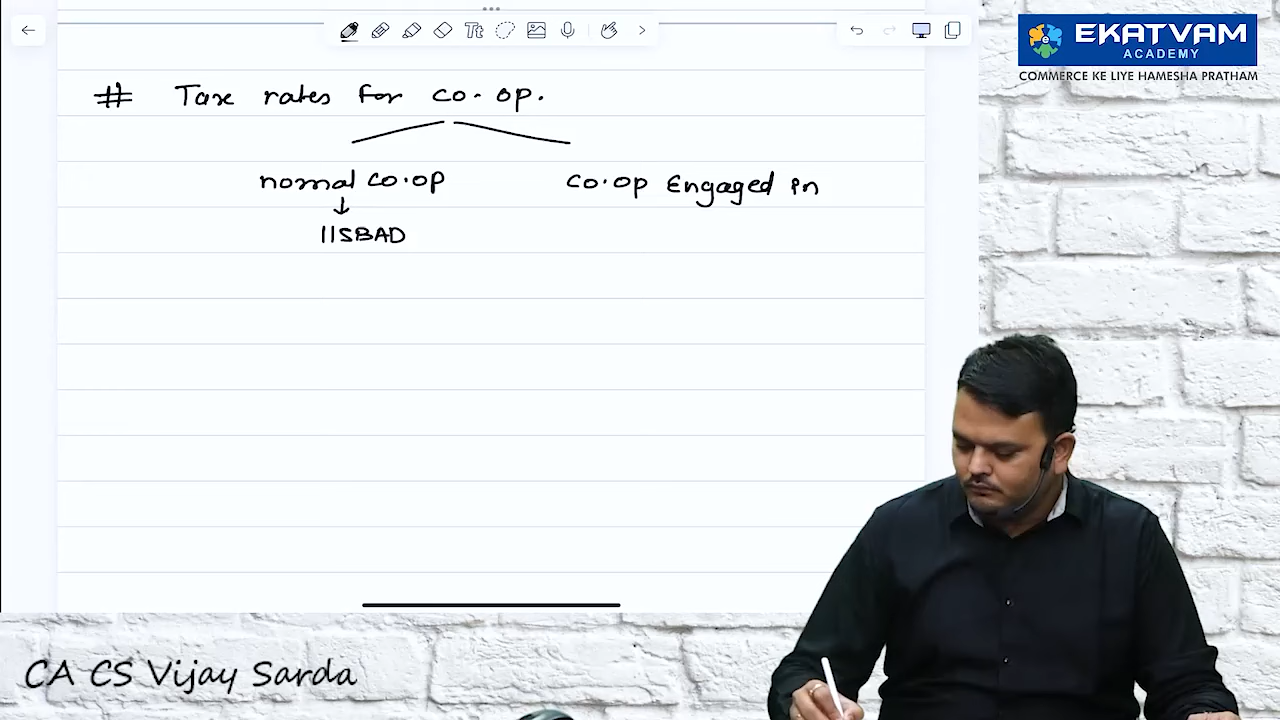 EKATVAM
ACADEMY
COMMERCE KE LIYE HAMESHA PRATHAM
Tt
# Tax rates for co-op.
normal co.op
co.op Engaged in
↓
115BAD
CA CS Vijay Sarda